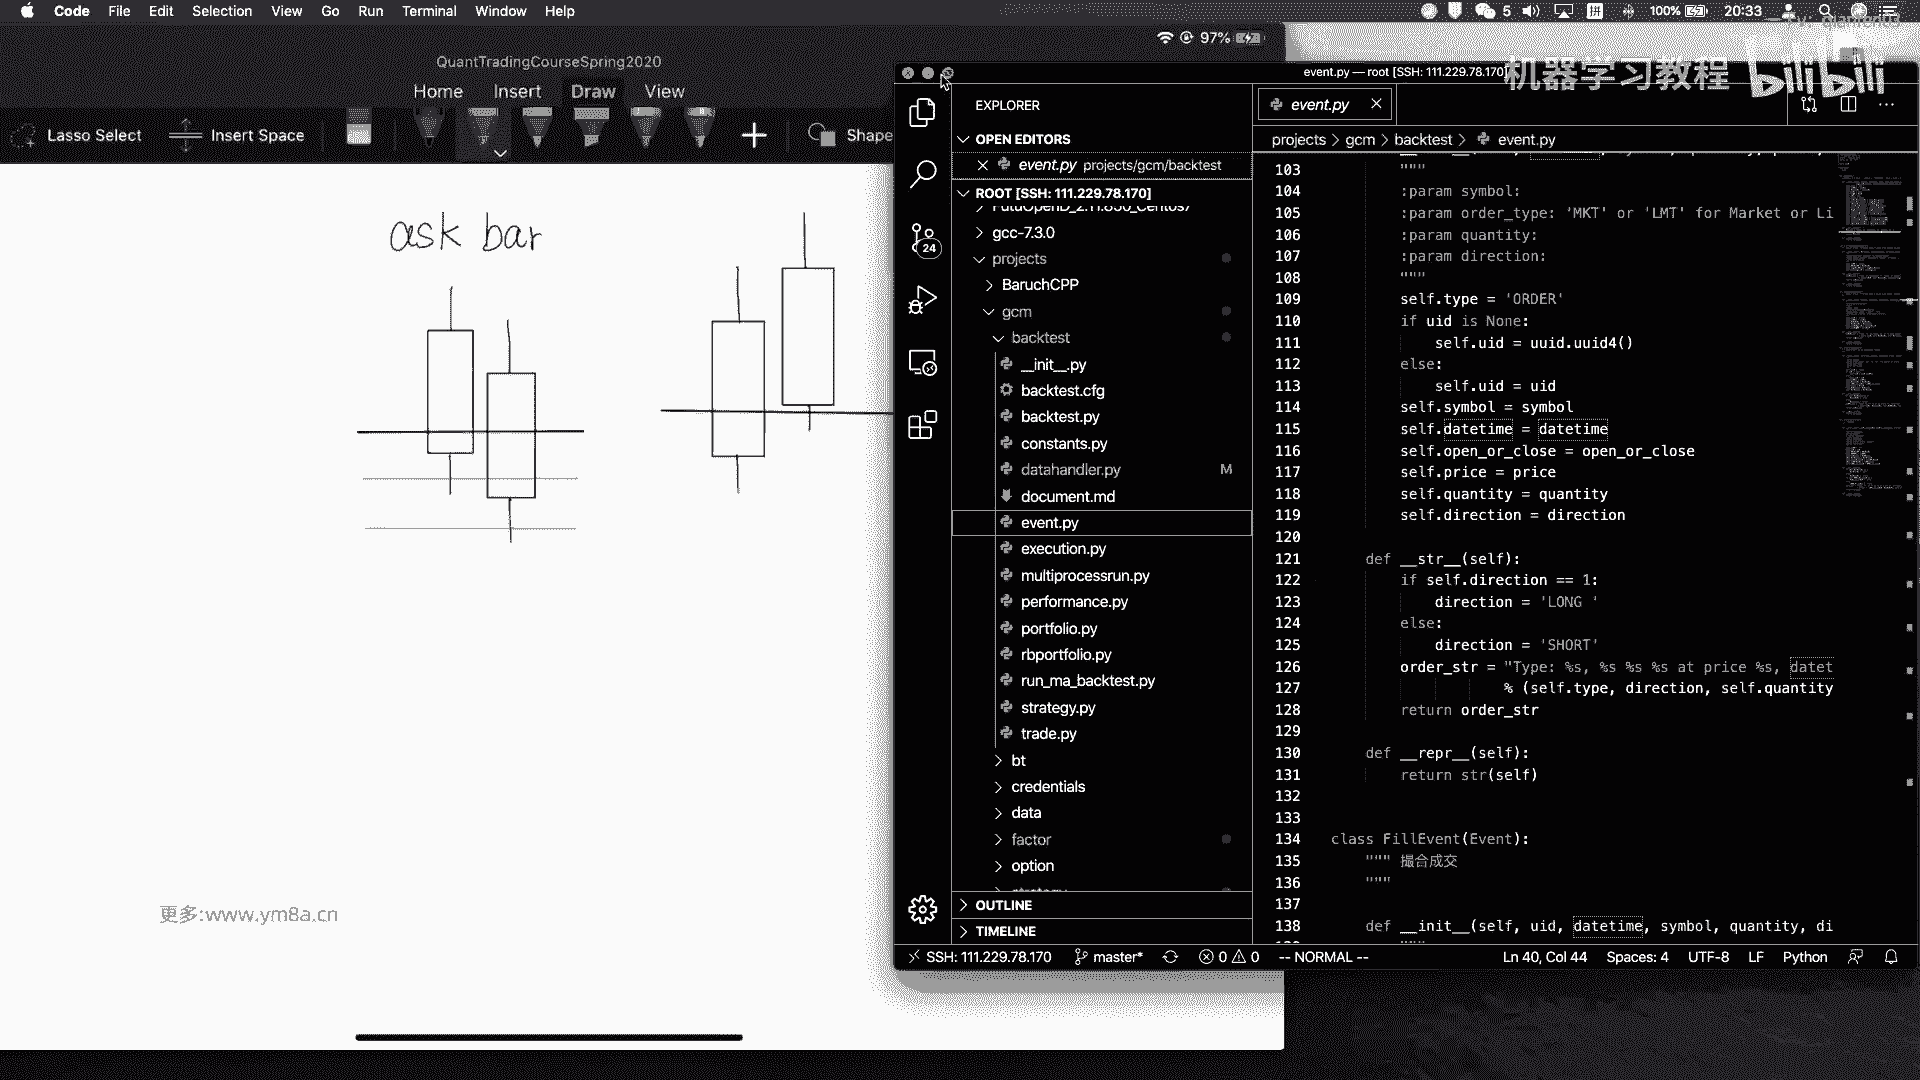 Code File Edit Selection View Go Run Terminal Window Help
5 100% 20:33
97%
QuantTradingCourseSpring2020
Home Insert Draw View
Lasso Select Insert Space Shape
ask bar
更多:www.ym8a.cn
机器学习教程 bilibili
event.py — root [SSH: 111.229.78.170]
EXPLORER
OPEN EDITORS
event.py projects/gcm/backtest
ROOT [SSH: 111.229.78.170]
gcc-7.3.0
projects
BaruchCPP
gcm
backtest
__init__.py
backtest.cfg
backtest.py
constants.py
datahandler.py M
document.md
event.py
execution.py
multiprocessrun.py
performance.py
portfolio.py
rbportfolio.py
run_ma_backtest.py
strategy.py
trade.py
bt
credentials
data
factor
option
OUTLINE
TIMELINE
24
event.py
projects > gcm > backtest > event.py
103 """
104 :param symbol:
105 :param order_type: 'MKT' or 'LMT' for Market or Li
106 :param quantity:
107 :param direction:
108 """
109 self.type = 'ORDER'
110 if uid is None:
111 self.uid = uuid.uuid4()
112 else:
113 self.uid = uid
114 self.symbol = symbol
115 self.datetime = datetime
116 self.open_or_close = open_or_close
117 self.price = price
118 self.quantity = quantity
119 self.direction = direction
120
121 def __str__(self):
122 if self.direction == 1:
123 direction = 'LONG '
124 else:
125 direction = 'SHORT'
126 order_str = "Type: %s, %s %s %s at price %s, datet
127 % (self.type, direction, self.quantity
128 return order_str
129
130 def __repr__(self):
131 return str(self)
132
133
134 class FillEvent(Event):
135 """ 撮合成交
136 """
137
138 def __init__(self, uid, datetime, symbol, quantity, di
SSH: 111.229.78.170 master* 0 0 -- NORMAL -- Ln 40, Col 44 Spaces: 4 UTF-8 LF Python